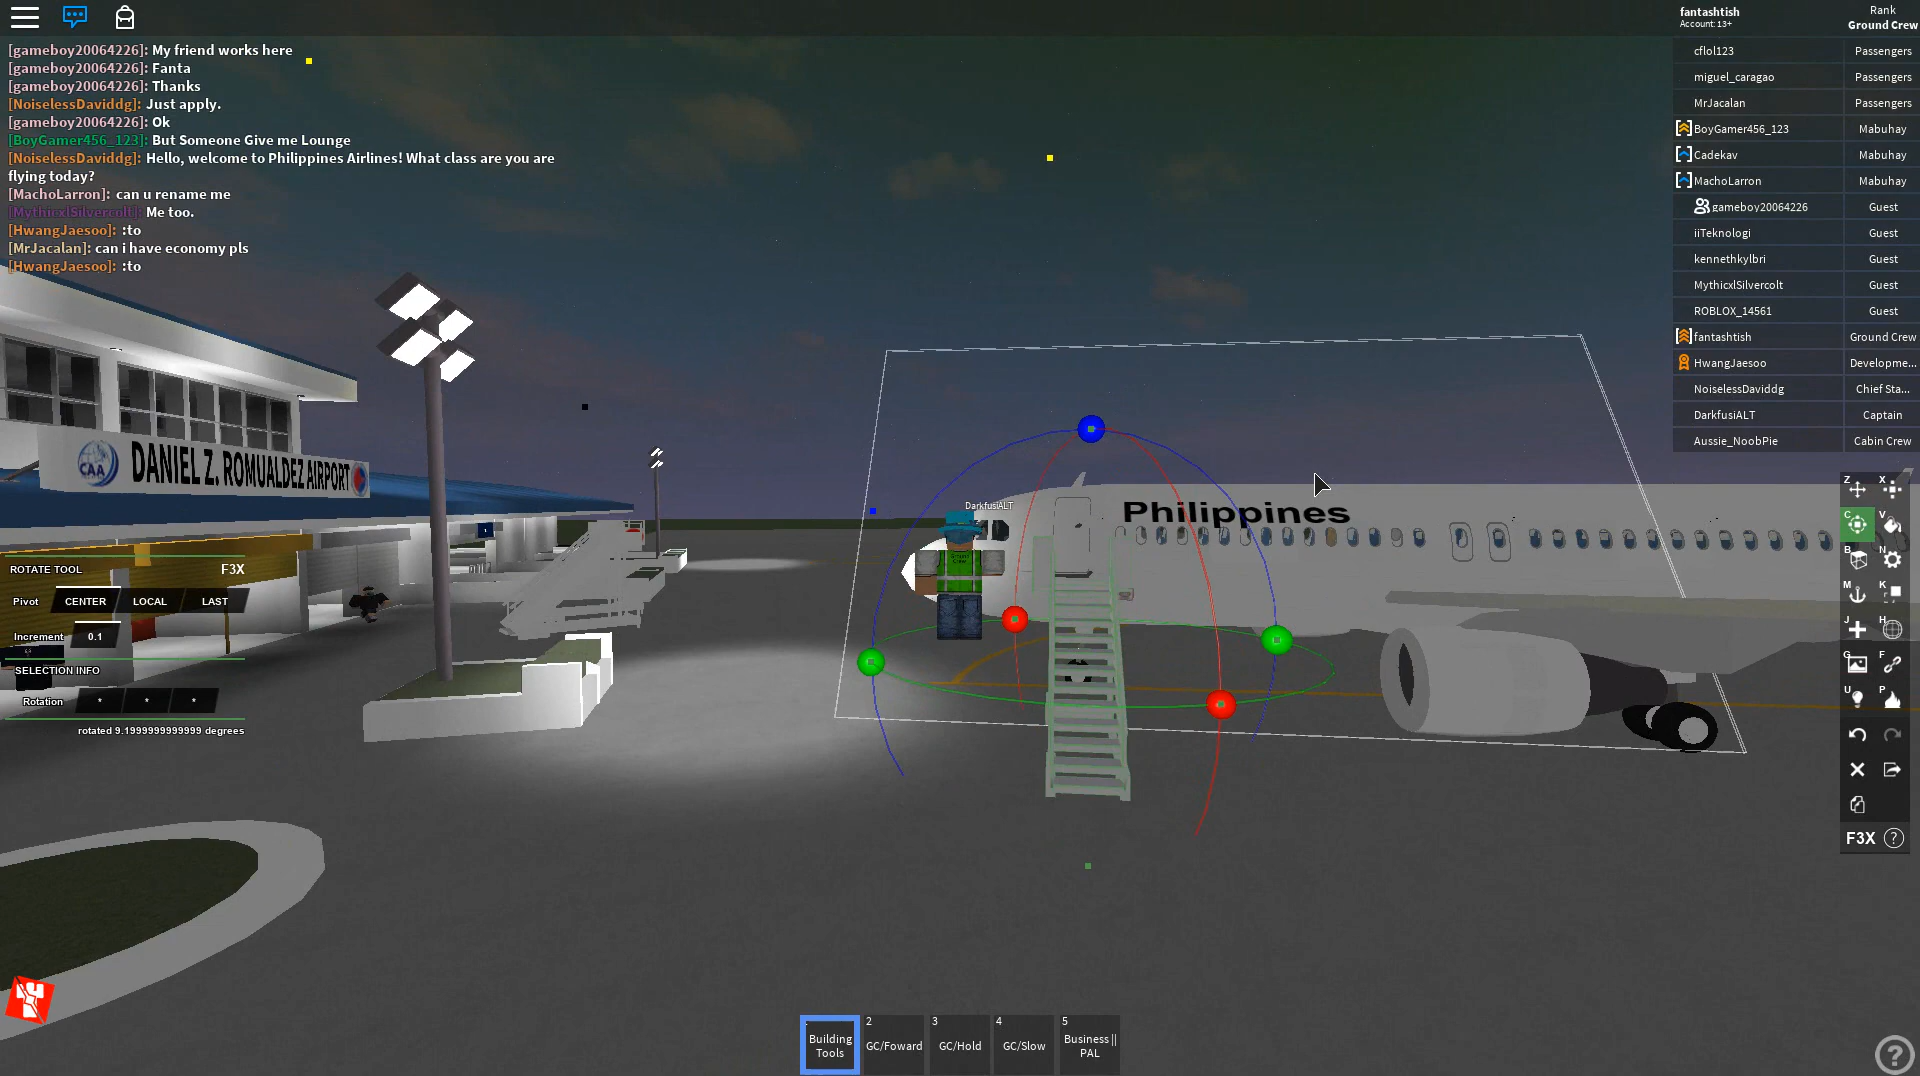 [gameboy20064226]: My friend works here
[gameboy20064226]: Fanta
[gameboy20064226]: Thanks
[NoiselessDaviddg]: Just apply.
[gameboy20064226]: Ok
[BoyGamer456_123]: But Someone Give me Lounge
[NoiselessDaviddg]: Hello, welcome to Philippines Airlines! What class are you are
flying today?
[MachoLarron]: can u rename me
[MythicxlSilvercolt]: Me too.
[HwangJaesoo]: :to
[MrJacalan]: can i have economy pls
[HwangJaesoo]: :to
fantashtish
Account: 13+
Rank
Ground Crew
cflol123 Passengers
miguel_caragao Passengers
MrJacalan Passengers
BoyGamer456_123 Mabuhay
Cadekav Mabuhay
MachoLarron Mabuhay
gameboy20064226 Guest
iiTeknologi Guest
kennethkylbri Guest
MythicxlSilvercolt Guest
ROBLOX_14561 Guest
fantashtish Ground Crew
HwangJaesoo Developme...
NoiselessDaviddg Chief Sta...
DarkfusiALT Captain
Aussie_NoobPie Cabin Crew
CAA
DANIEL Z. ROMUALDEZ AIRPORT
DarkfusiALT
Ground
Crew
Philippines
ROTATE TOOL F3X
Pivot CENTER LOCAL LAST
Increment 0.1
SELECTION INFO
Rotation * * *
rotated 9.1999999999999 degrees
Z X
C V
B N
M K
J H
G F
U P
F3X ?
1 Building Tools
2 GC/Foward
3 GC/Hold
4 GC/Slow
5 Business || PAL
?